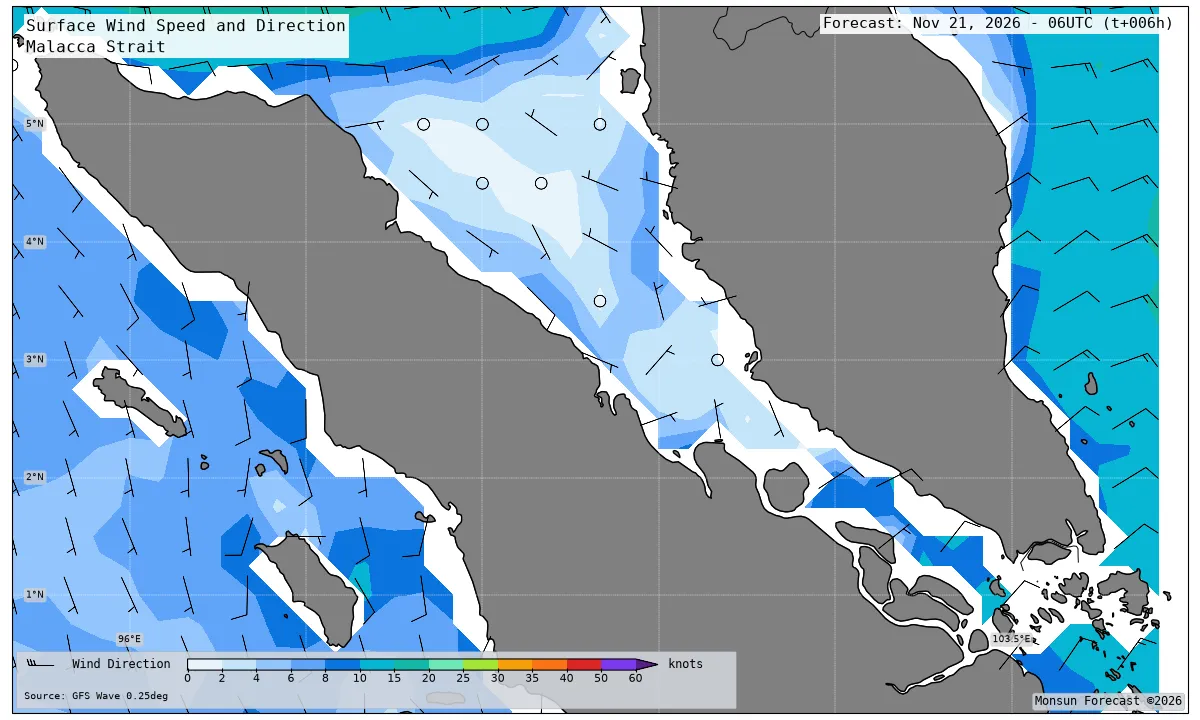 Surface Wind Speed and Direction
Malacca Strait
Forecast: Nov 21, 2026 - 06UTC (t+006h)
5°N
4°N
3°N
2°N
1°N
96°E
103.5°E
Wind Direction
knots
0 2 4 6 8 10 15 20 25 30 35 40 50 60
Source: GFS Wave 0.25deg
Monsun Forecast ©2026